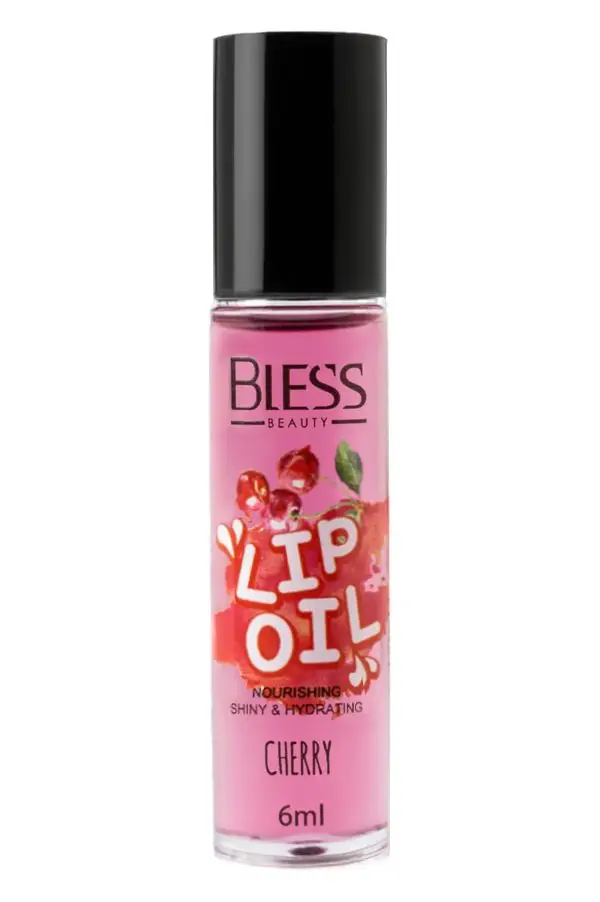 BLESS
BEAUTY
LIP
OIL
NOURISHING
SHINY & HYDRATING
CHERRY
6ml